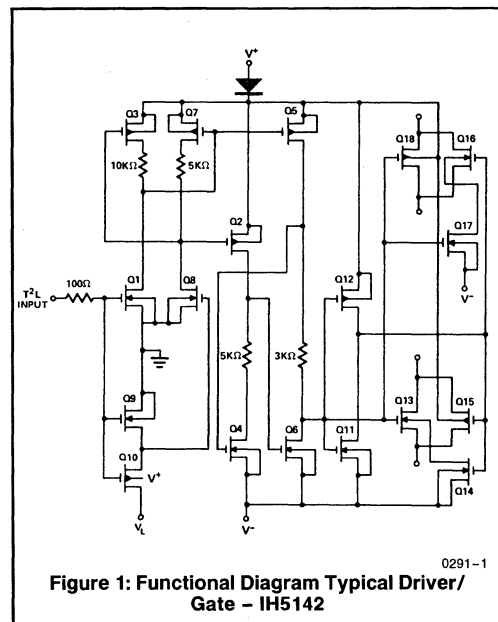 V+
Q3
Q7
Q5
Q18
Q16
10KΩ
5KΩ
Q2
Q17
Q12
V−
T²L
INPUT
100Ω
Q1
Q8
5KΩ
3KΩ
Q9
Q13
Q15
Q10
V+
Q4
Q6
Q11
Q14
VL
V−
0291–1
Figure 1: Functional Diagram Typical Driver/
Gate – IH5142